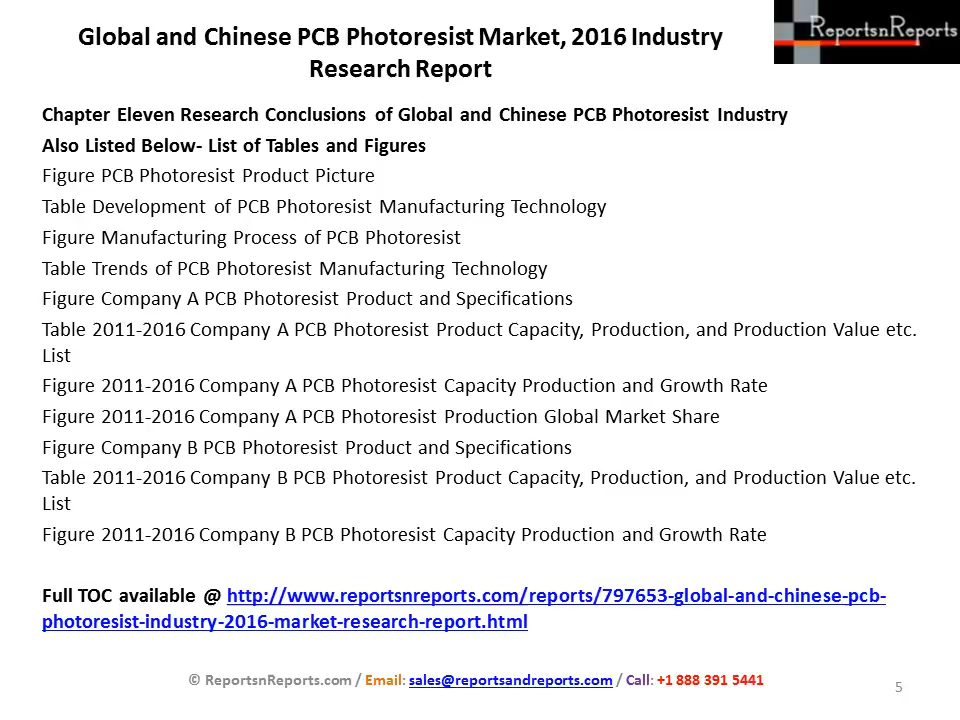 Global and Chinese PCB Photoresist Market, 2016 Industry
Research Report
ReportsnReports
Chapter Eleven Research Conclusions of Global and Chinese PCB Photoresist Industry
Also Listed Below- List of Tables and Figures
Figure PCB Photoresist Product Picture
Table Development of PCB Photoresist Manufacturing Technology
Figure Manufacturing Process of PCB Photoresist
Table Trends of PCB Photoresist Manufacturing Technology
Figure Company A PCB Photoresist Product and Specifications
Table 2011-2016 Company A PCB Photoresist Product Capacity, Production, and Production Value etc.
List
Figure 2011-2016 Company A PCB Photoresist Capacity Production and Growth Rate
Figure 2011-2016 Company A PCB Photoresist Production Global Market Share
Figure Company B PCB Photoresist Product and Specifications
Table 2011-2016 Company B PCB Photoresist Product Capacity, Production, and Production Value etc.
List
Figure 2011-2016 Company B PCB Photoresist Capacity Production and Growth Rate
Full TOC available @ http://www.reportsnreports.com/reports/797653-global-and-chinese-pcb-
photoresist-industry-2016-market-research-report.html
© ReportsnReports.com / Email: sales@reportsandreports.com / Call: +1 888 391 5441
5